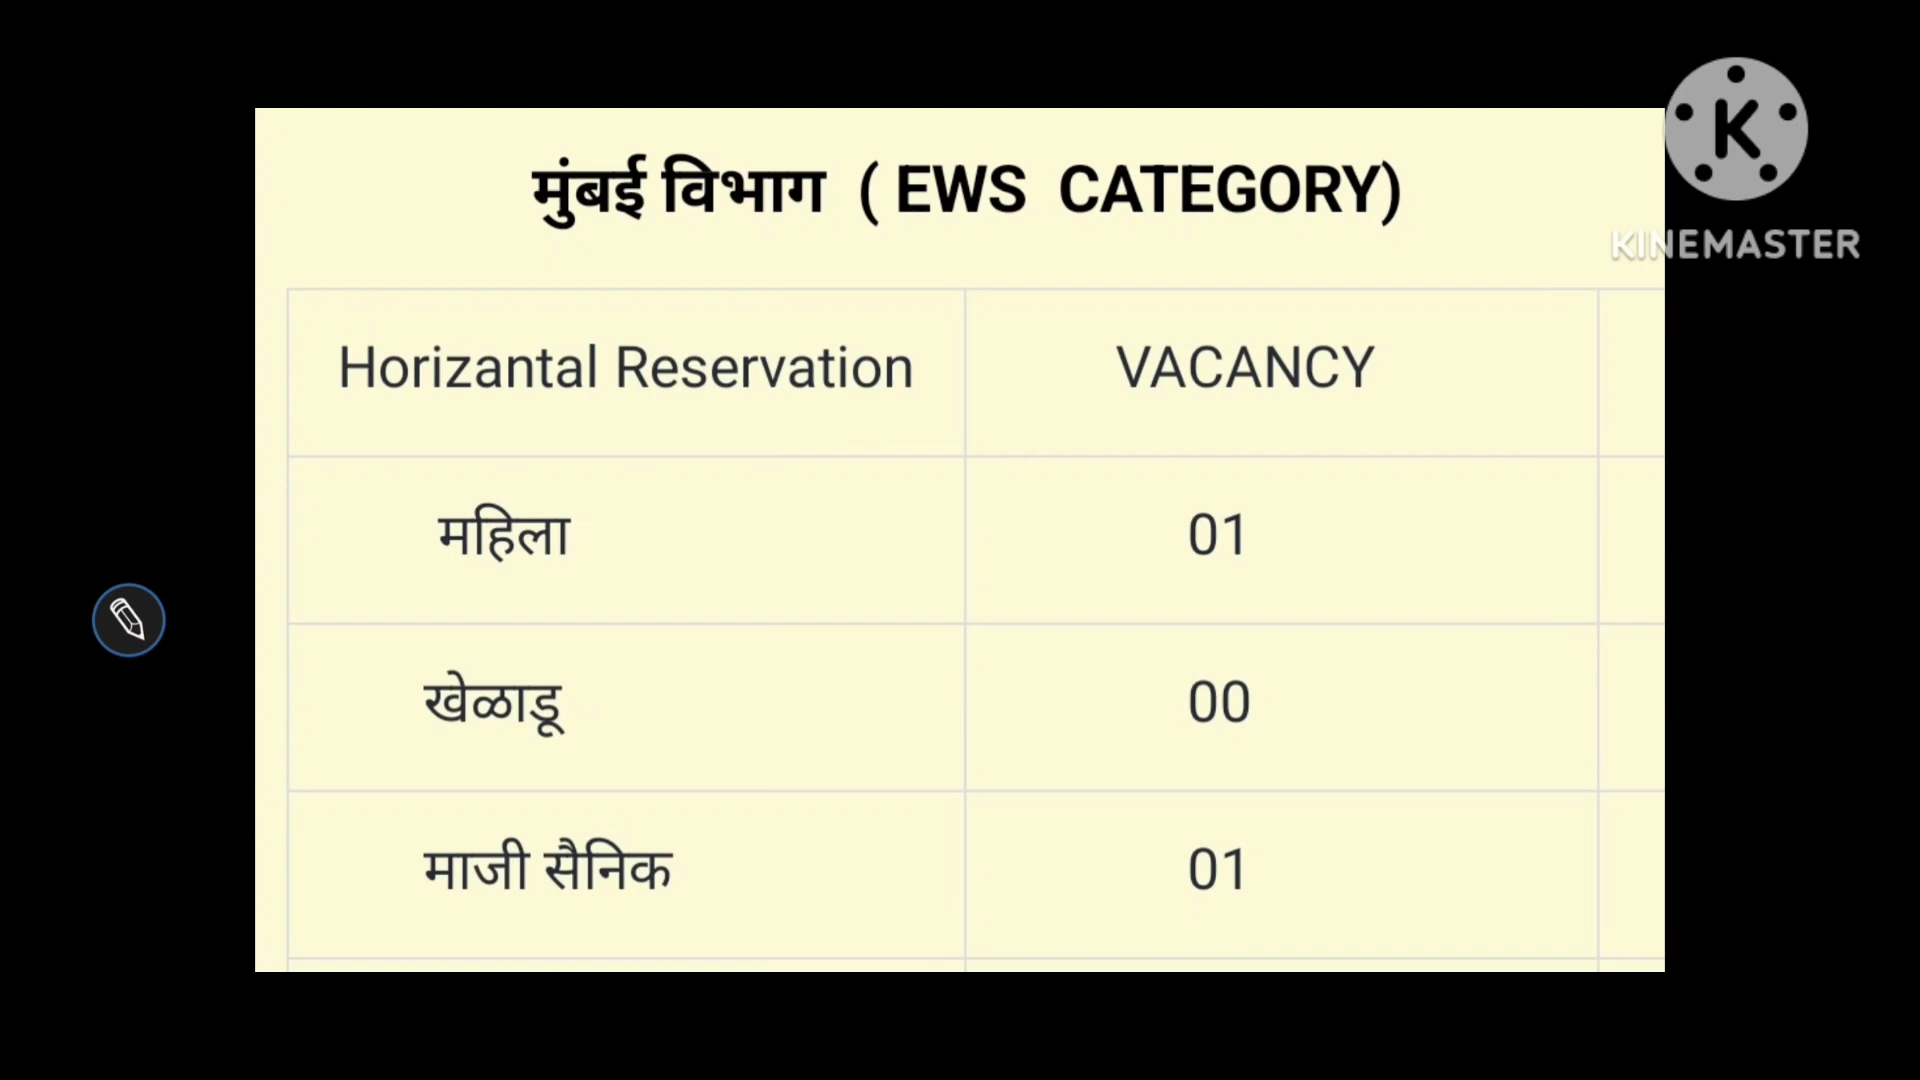 मुंबई विभाग ( EWS CATEGORY)
K
KINEMASTER
Horizantal Reservation VACANCY
महिला 01
खेळाडू 00
माजी सैनिक 01